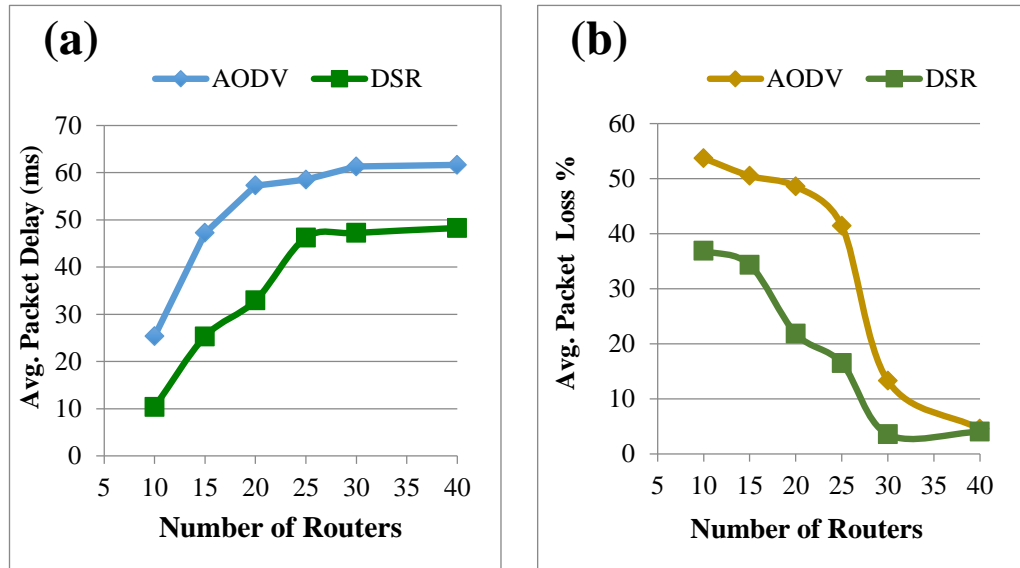 (a)
AODV DSR
70
60
50
40
30
20
10
0
5 10 15 20 25 30 35 40
Avg. Packet Delay (ms)
Number of Routers
(b)
AODV DSR
60
50
40
30
20
10
0
5 10 15 20 25 30 35 40
Avg. Packet Loss %
Number of Routers